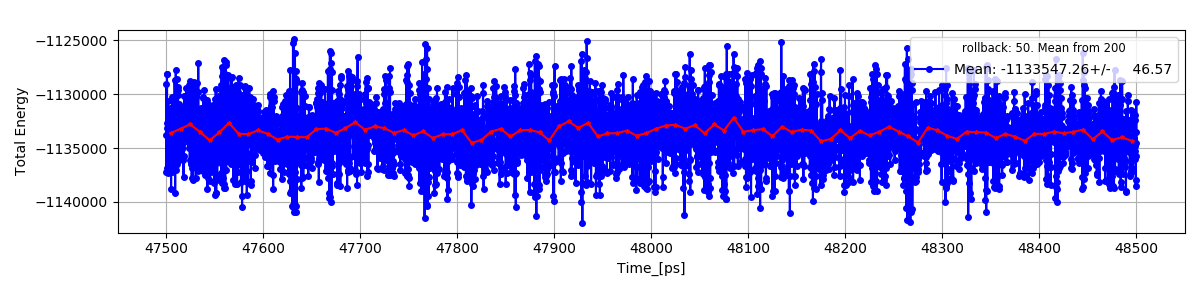 −1125000
−1130000
−1135000
−1140000
Total Energy
rollback: 50. Mean from 200
Mean: -1133547.26+/- 46.57
47500 47600 47700 47800 47900 48000 48100 48200 48300 48400 48500
Time_[ps]